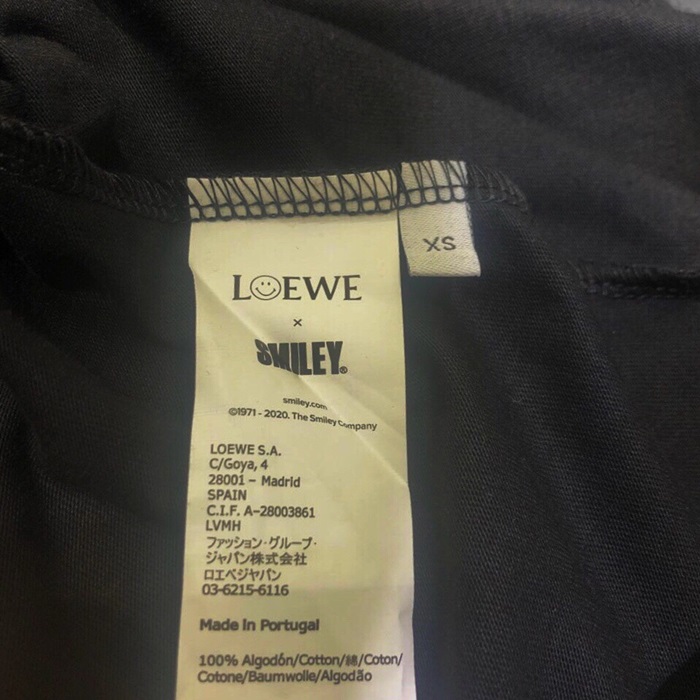 XS
LOEWE
×
SMILEY®
smiley.com
©1971 - 2020. The Smiley Company
LOEWE S.A.
C/Goya, 4
28001 – Madrid
SPAIN
C.I.F. A-28003861
LVMH
ファッション·グループ·
ジャパン株式会社
ロエベジャパン
03-6215-6116
Made in Portugal
100% Algodón/Cotton/綿/Coton/
Cotone/Baumwolle/Algodão